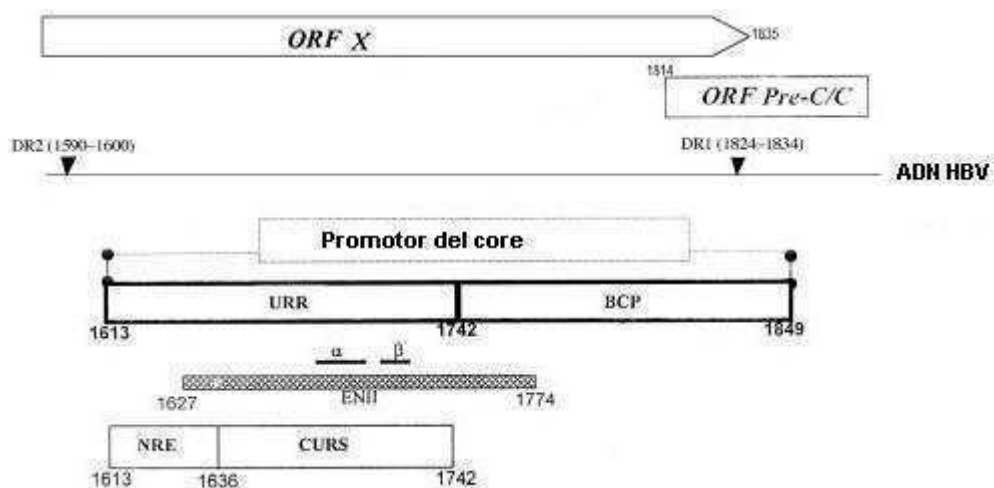 ORF X
1835
1814
ORF Pre-C/C
DR2 (1590–1600)
DR1 (1824–1834)
ADN HBV
Promotor del core
URR
BCP
1613
1742
1849
α
β
ENII
1627
1774
NRE
CURS
1613
1636
1742